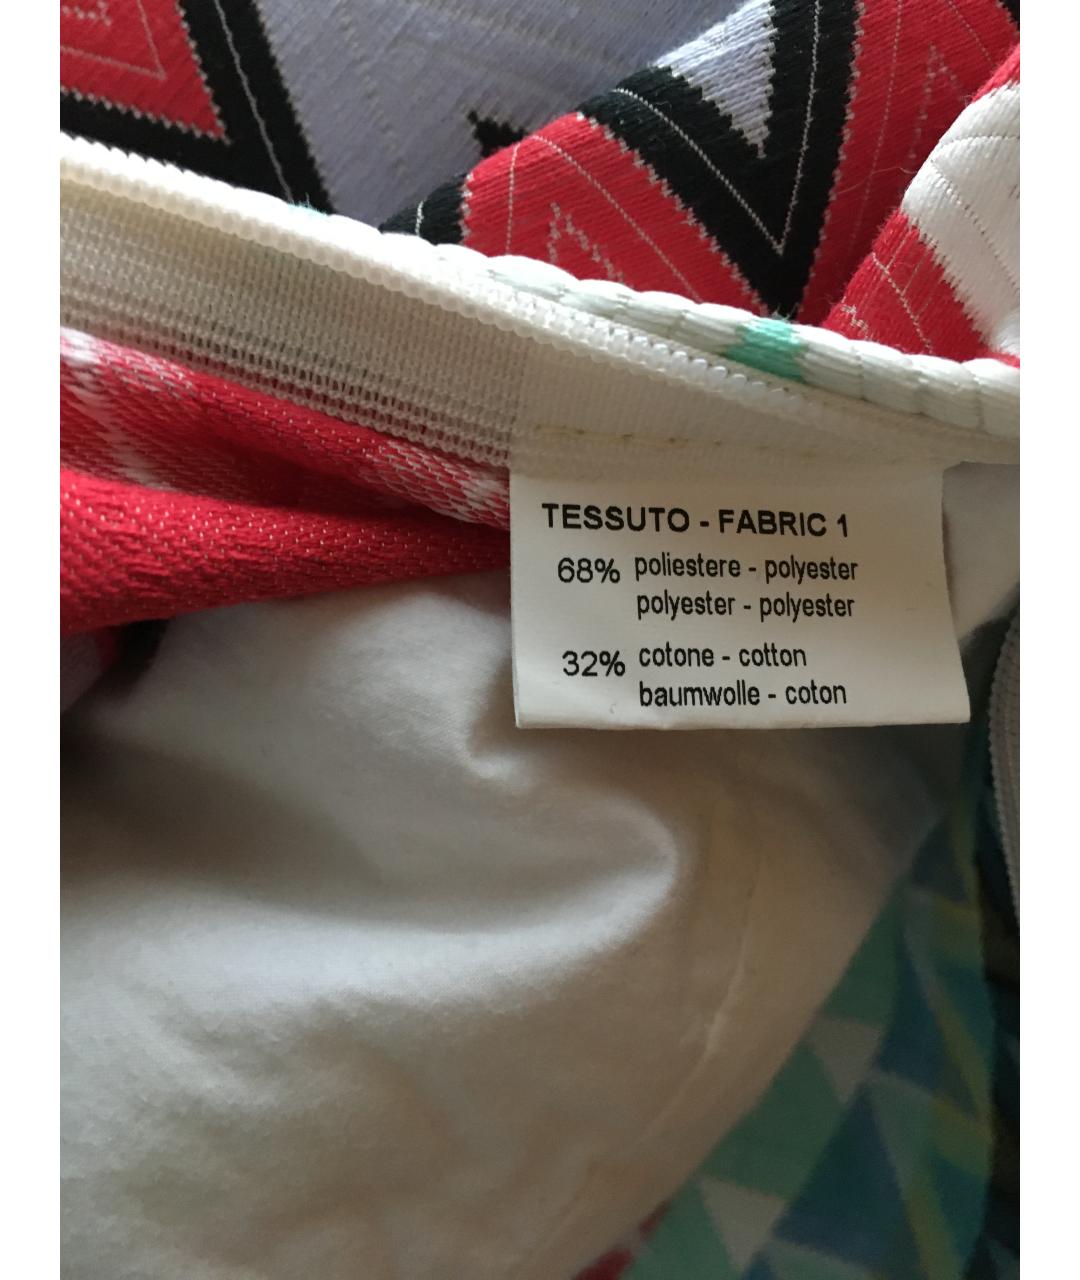 TESSUTO - FABRIC 1
68% poliestere - polyester
polyester - polyester
32% cotone - cotton
baumwolle - coton